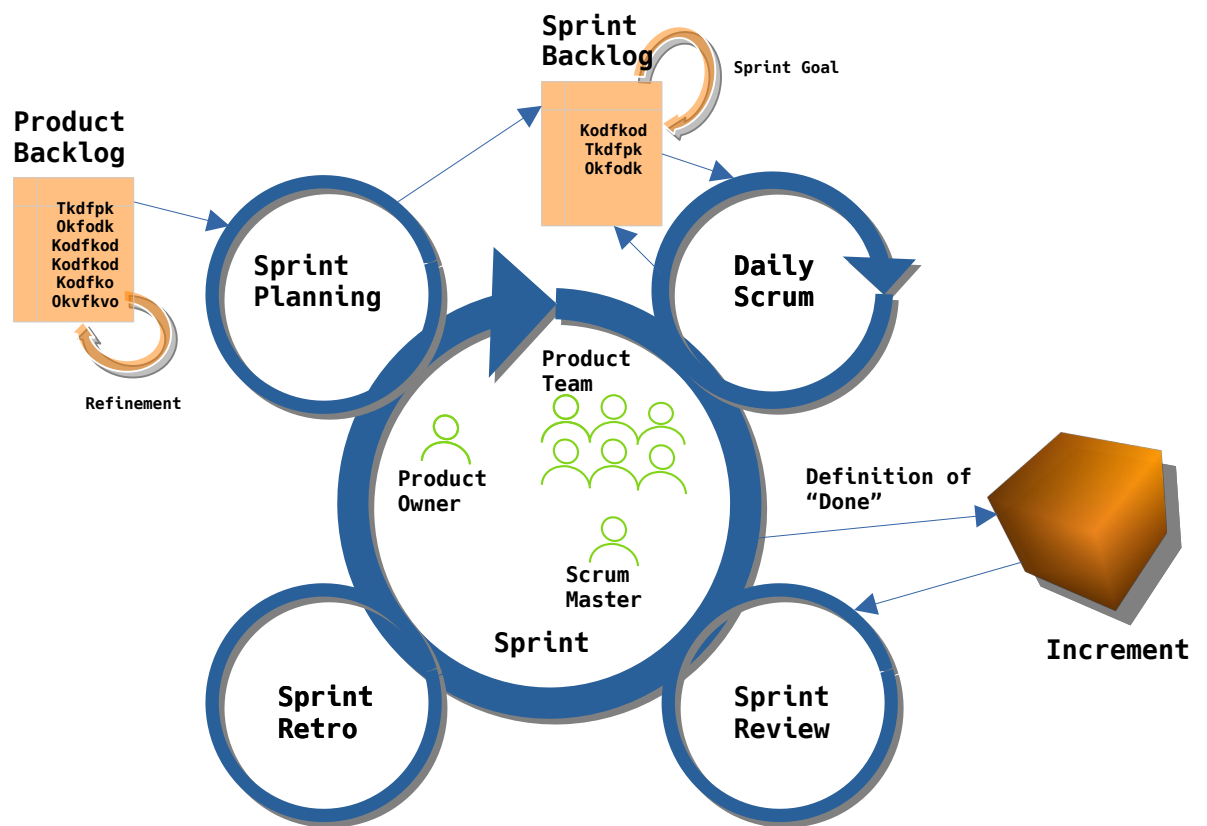 Sprint
Backlog
Sprint Goal
Product
Backlog
Kodfkod
Tkdfpk
Okfodk
Tkdfpk
Okfodk
Kodfkod
Kodfkod
Kodfko
Okvfkvo
Sprint
Planning
Daily
Scrum
Refinement
Product
Team
Product
Owner
Definition of
“Done”
Scrum
Master
Sprint
Increment
Sprint
Retro
Sprint
Review